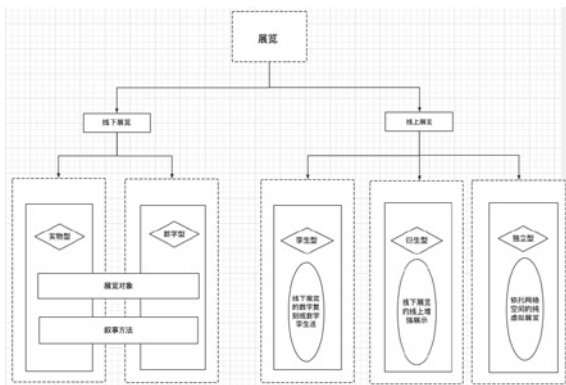 展览
线下展览
线上展览
实物型
数字型
孪生型
衍生型
独立型
展览对象
叙事方法
线下展览
的数字复
刻或数字
孪生运
线下展览
的线上增
强展示
依托网络
空间的纯
虚拟展览